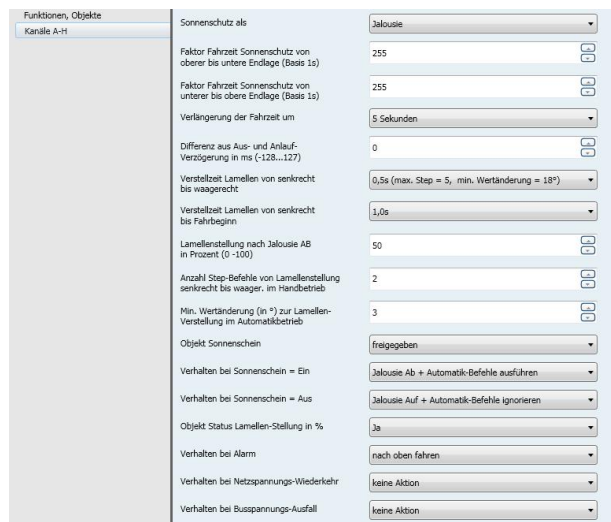 Funktionen, Objekte
Kanäle A-H
Sonnenschutz als
Jalousie
Faktor Fahrzeit Sonnenschutz von
oberer bis untere Endlage (Basis 1s)
255
Faktor Fahrzeit Sonnenschutz von
unterer bis obere Endlage (Basis 1s)
255
Verlängerung der Fahrzeit um
5 Sekunden
Differenz aus Aus- und Anlauf-
Verzögerung in ms (-128...127)
0
Verstellzeit Lamellen von senkrecht
bis waagerecht
0,5s (max. Step = 5, min. Wertänderung = 18°)
Verstellzeit Lamellen von senkrecht
bis Fahrbeginn
1,0s
Lamellenstellung nach Jalousie AB
in Prozent (0 -100)
50
Anzahl Step-Befehle von Lamellenstellung
senkrecht bis waager. im Handbetrieb
2
Min. Wertänderung (in °) zur Lamellen-
Verstellung im Automatikbetrieb
3
Objekt Sonnenschein
freigegeben
Verhalten bei Sonnenschein = Ein
Jalousie Ab + Automatik-Befehle ausführen
Verhalten bei Sonnenschein = Aus
Jalousie Auf + Automatik-Befehle ignorieren
Objekt Status Lamellen-Stellung in %
Ja
Verhalten bei Alarm
nach oben fahren
Verhalten bei Netzspannungs-Wiederkehr
keine Aktion
Verhalten bei Busspannungs-Ausfall
keine Aktion